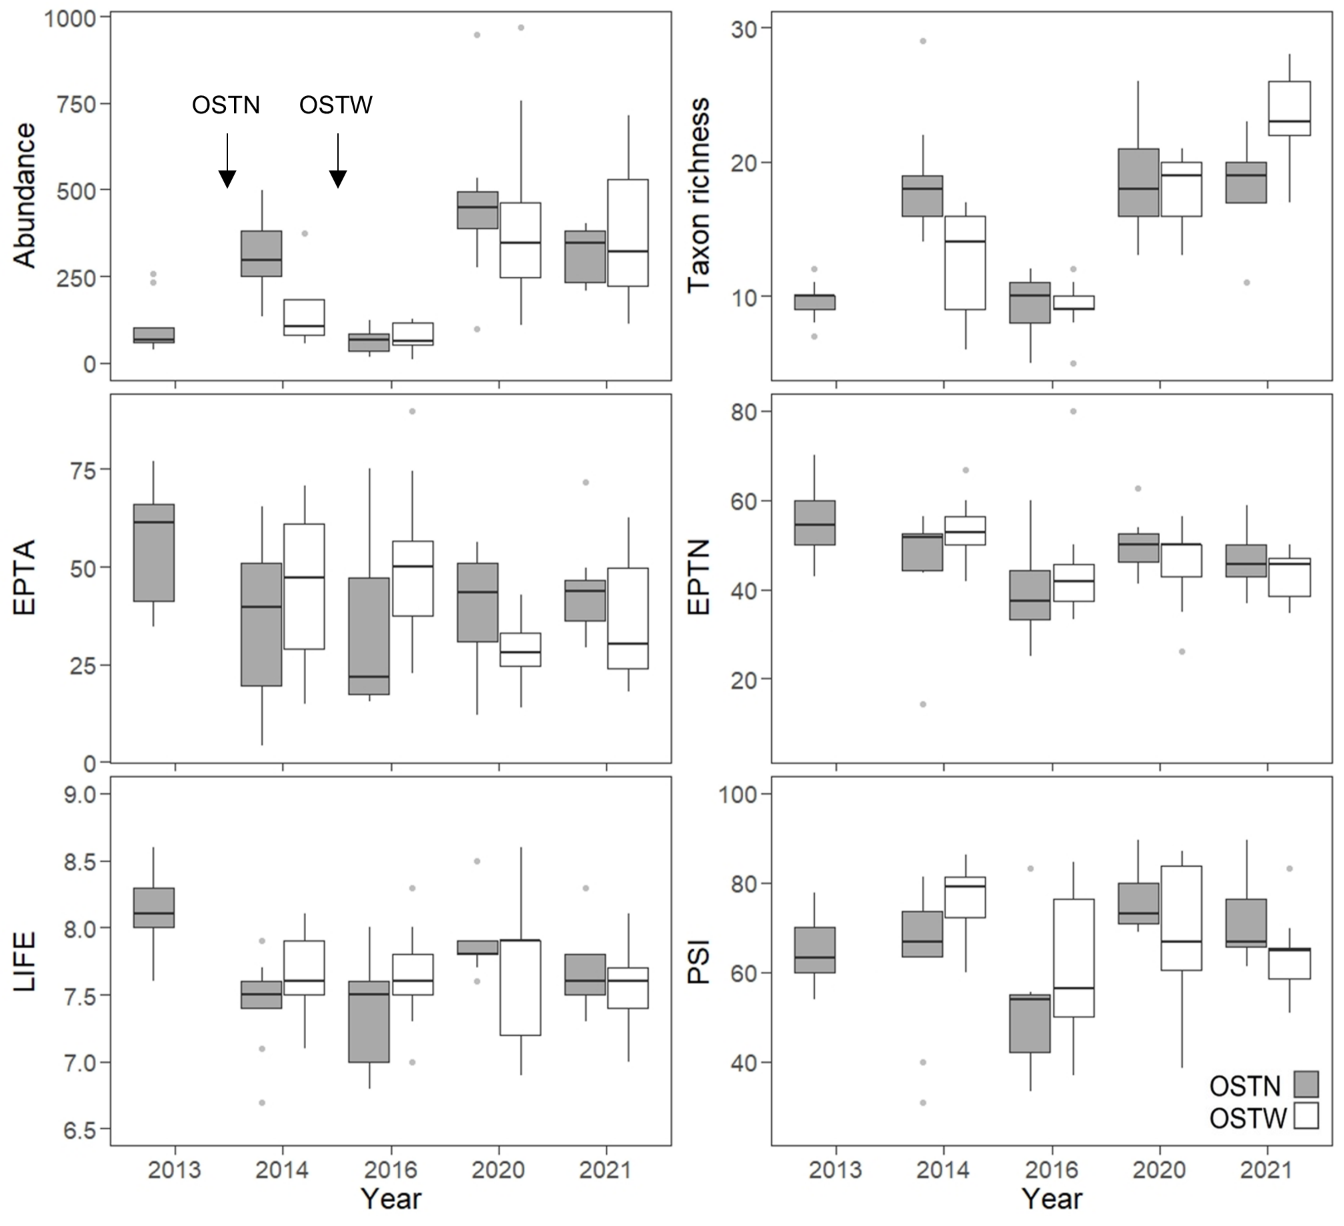 Abundance
1000
750
500
250
0
OSTN OSTW
Taxon richness
30
20
10
EPTA
75
50
25
0
EPTN
80
60
40
20
LIFE
9.0
8.5
8.0
7.5
7.0
6.5
2013 2014 2016 2020 2021
Year
PSI
100
80
60
40
OSTN
OSTW
2013 2014 2016 2020 2021
Year